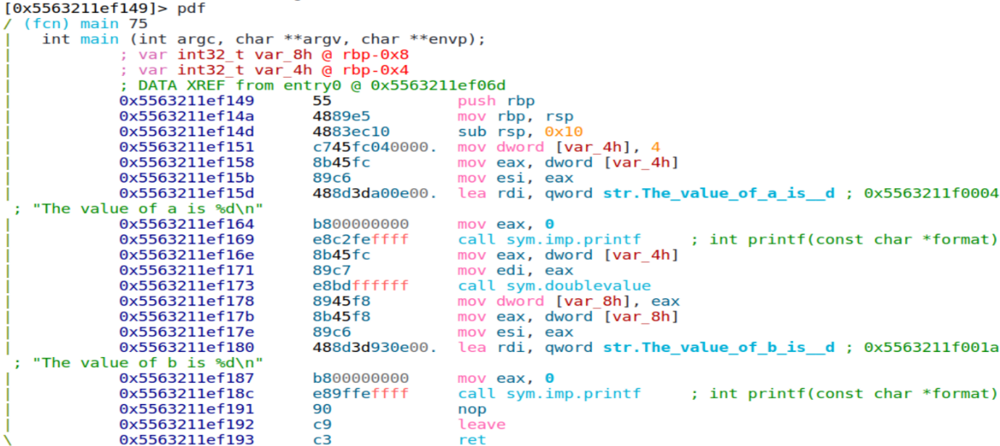 [0x5563211ef149]> pdf
/ (fcn) main 75
|   int main (int argc, char **argv, char **envp);
|           ; var int32_t var_8h @ rbp-0x8
|           ; var int32_t var_4h @ rbp-0x4
|           ; DATA XREF from entry0 @ 0x5563211ef06d
|           0x5563211ef149      55             push rbp
|           0x5563211ef14a      4889e5         mov rbp, rsp
|           0x5563211ef14d      4883ec10       sub rsp, 0x10
|           0x5563211ef151      c745fc040000.  mov dword [var_4h], 4
|           0x5563211ef158      8b45fc         mov eax, dword [var_4h]
|           0x5563211ef15b      89c6           mov esi, eax
|           0x5563211ef15d      488d3da00e00.  lea rdi, qword str.The_value_of_a_is__d ; 0x5563211f0004
; "The value of a is %d\n"
|           0x5563211ef164      b800000000     mov eax, 0
|           0x5563211ef169      e8c2feffff     call sym.imp.printf     ; int printf(const char *format)
|           0x5563211ef16e      8b45fc         mov eax, dword [var_4h]
|           0x5563211ef171      89c7           mov edi, eax
|           0x5563211ef173      e8bdffffff     call sym.doublevalue
|           0x5563211ef178      8945f8         mov dword [var_8h], eax
|           0x5563211ef17b      8b45f8         mov eax, dword [var_8h]
|           0x5563211ef17e      89c6           mov esi, eax
|           0x5563211ef180      488d3d930e00.  lea rdi, qword str.The_value_of_b_is__d ; 0x5563211f001a
; "The value of b is %d\n"
|           0x5563211ef187      b800000000     mov eax, 0
|           0x5563211ef18c      e89ffeffff     call sym.imp.printf     ; int printf(const char *format)
|           0x5563211ef191      90             nop
|           0x5563211ef192      c9             leave
\           0x5563211ef193      c3             ret